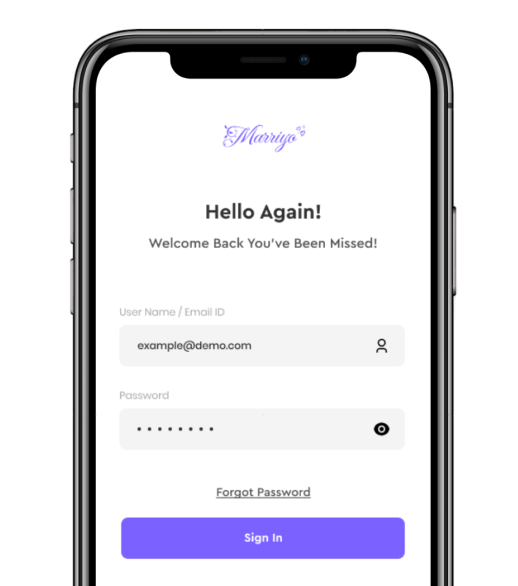 Marriyo
Hello Again!
Welcome Back You've Been Missed!
User Name / Email ID
example@demo.com
Password
Forgot Password
Sign In